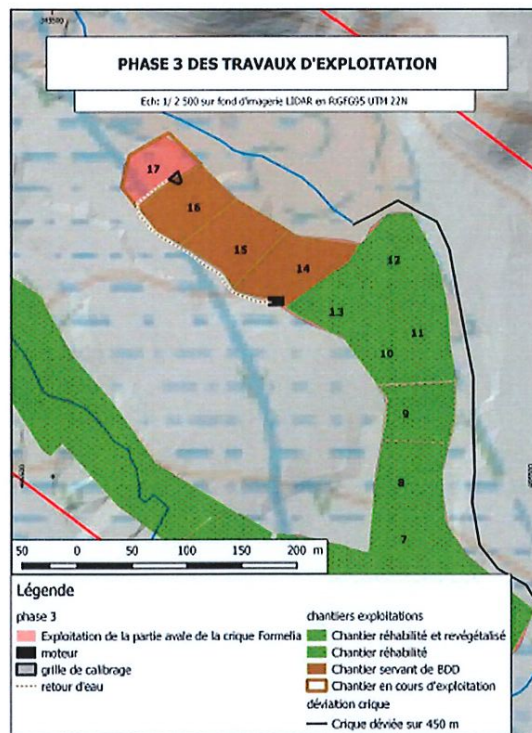 PHASE 3 DES TRAVAUX D'EXPLOITATION
Ech: 1/ 2 500 sur fond d'imagerie LIDAR en RGFG95 UTM 22N
17
16
15
14
12
13
11
10
9
8
7
50 0 50 100 150 200 m
Légende
phase 3
Exploitation de la partie avale de la crique Formelia
moteur
grille de calibrage
retour d'eau
chantiers exploitations
Chantier réhabilité et revégétalisé
Chantier réhabilité
Chantier servant de BDD
Chantier en cours d'exploitation
déviation crique
Crique déviée sur 450 m